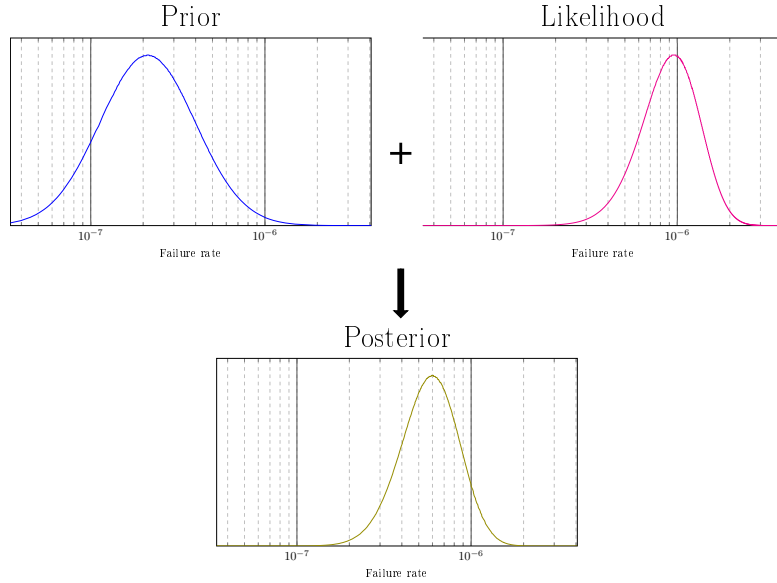 Prior
Likelihood
10⁻⁷
10⁻⁶
Failure rate
+
10⁻⁷
10⁻⁶
Failure rate
Posterior
10⁻⁷
10⁻⁶
Failure rate